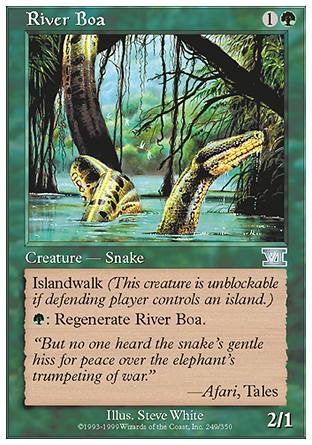 River Boa 1
Creature — Snake VI
Islandwalk (This creature is unblockable
if defending player controls an island.)
: Regenerate River Boa.
“But no one heard the snake’s gentle
hiss for peace over the elephant’s
trumpeting of war.”
—Afari, Tales
Illus. Steve White
©1993-1999 Wizards of the Coast, Inc. 249/350
2/1